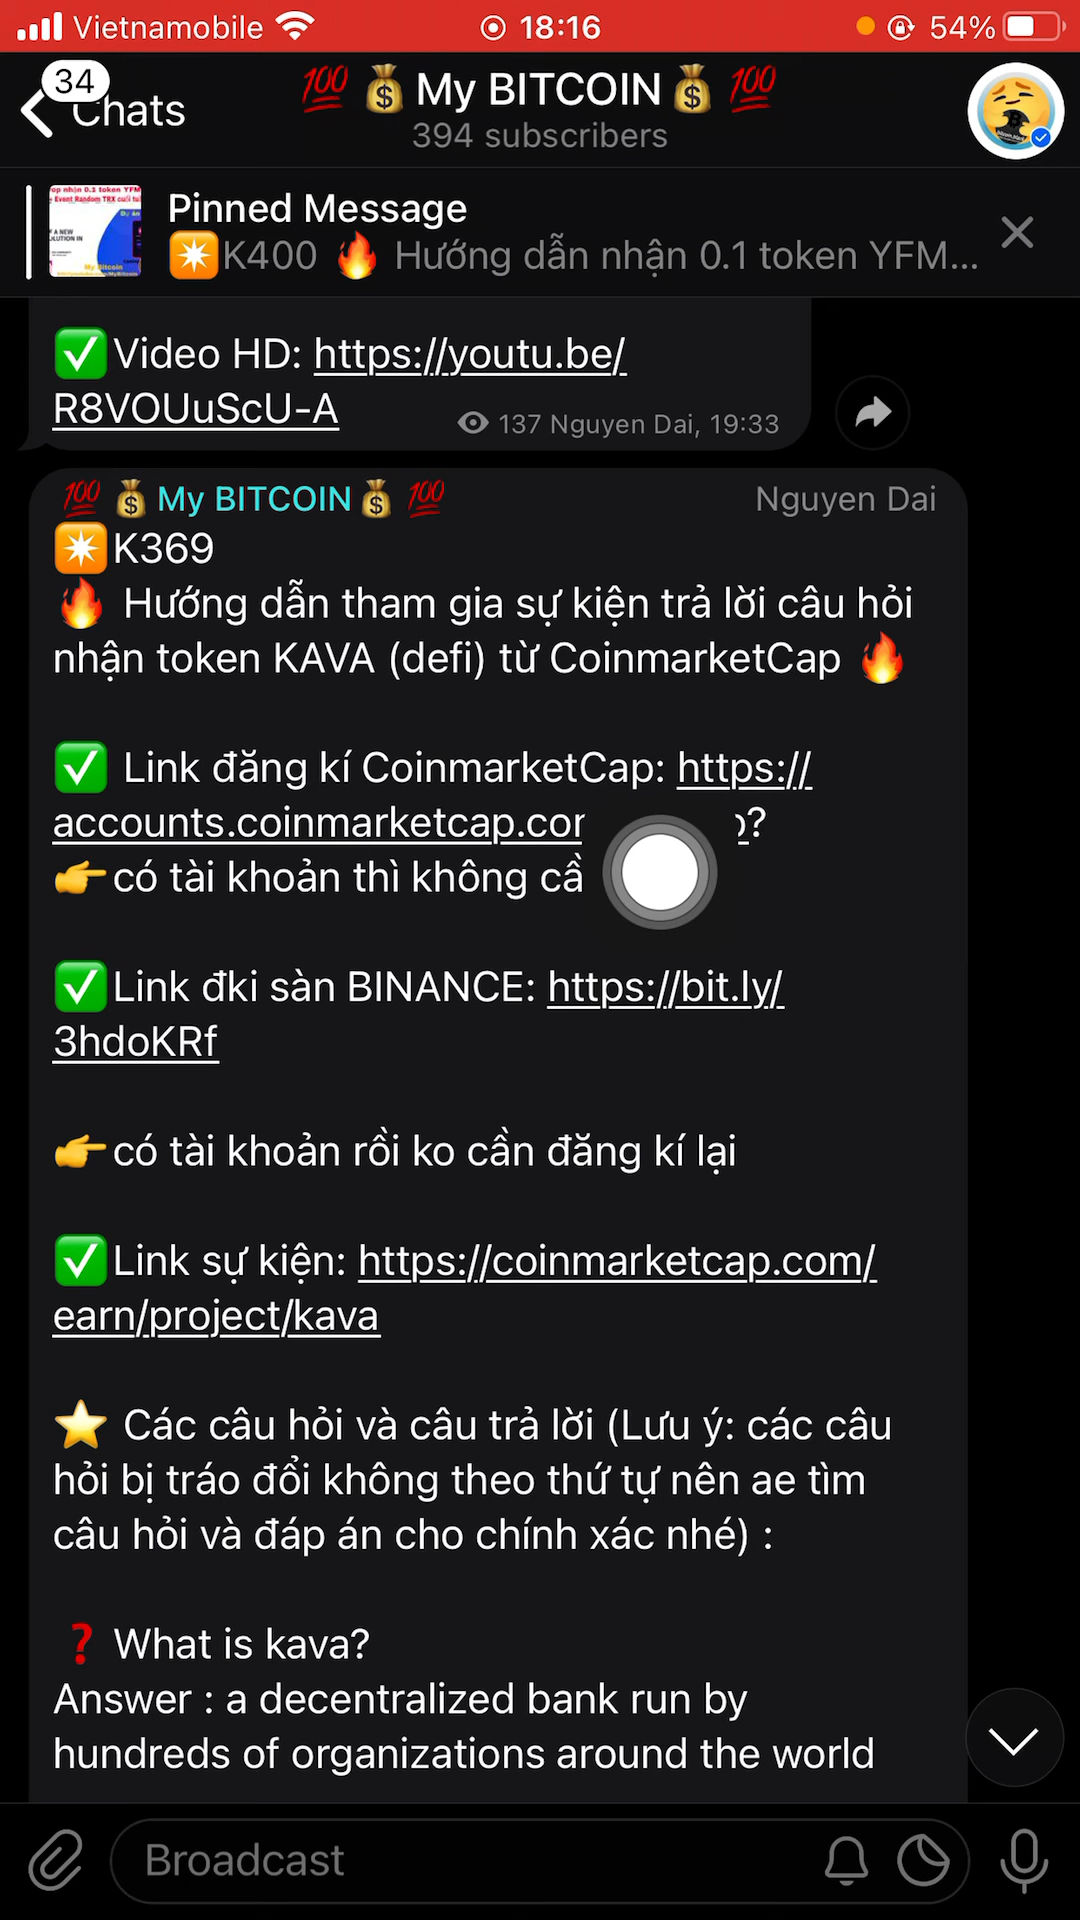 Vietnamobile 18:16 54%
34
Chats
💯 💰 My BITCOIN 💰 💯
394 subscribers
Pinned Message
✴️K400 🔥 Hướng dẫn nhận 0.1 token YFM...
✅Video HD: https://youtu.be/
R8VOUuScU-A
137 Nguyen Dai, 19:33
💯 💰 My BITCOIN 💰 💯 Nguyen Dai
✴️K369
🔥 Hướng dẫn tham gia sự kiện trả lời câu hỏi
nhận token KAVA (defi) từ CoinmarketCap 🔥
✅ Link đăng kí CoinmarketCap: https://
accounts.coinmarketcap.com ?
👉có tài khoản thì không
✅Link đki sàn BINANCE: https://bit.ly/
3hdoKRf
👉có tài khoản rồi ko cần đăng kí lại
✅Link sự kiện: https://coinmarketcap.com/
earn/project/kava
⭐ Các câu hỏi và câu trả lời (Lưu ý: các câu
hỏi bị tráo đổi không theo thứ tự nên ae tìm
câu hỏi và đáp án cho chính xác nhé) :
❓ What is kava?
Answer : a decentralized bank run by
hundreds of organizations around the world
Broadcast